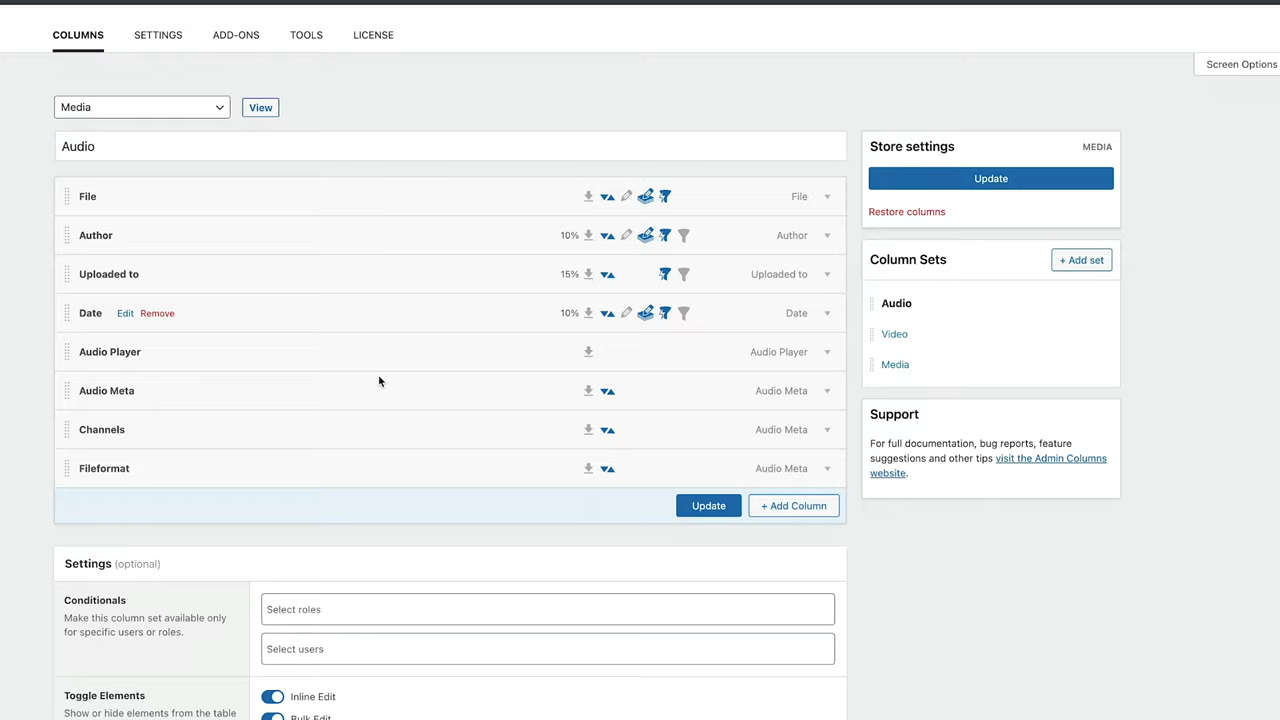 COLUMNS SETTINGS ADD-ONS TOOLS LICENSE
Screen Options
Media View
Audio
File File
Author 10% Author
Uploaded to 15% Uploaded to
Date Edit Remove 10% Date
Audio Player Audio Player
Audio Meta Audio Meta
Channels Audio Meta
Fileformat Audio Meta
Update + Add Column
Store settings MEDIA
Update
Restore columns
Column Sets + Add set
Audio
Video
Media
Support
For full documentation, bug reports, feature
suggestions and other tips visit the Admin Columns
website.
Settings (optional)
Conditionals
Make this column set available only
for specific users or roles.
Select roles
Select users
Toggle Elements
Show or hide elements from the table
Inline Edit
Bulk Edit